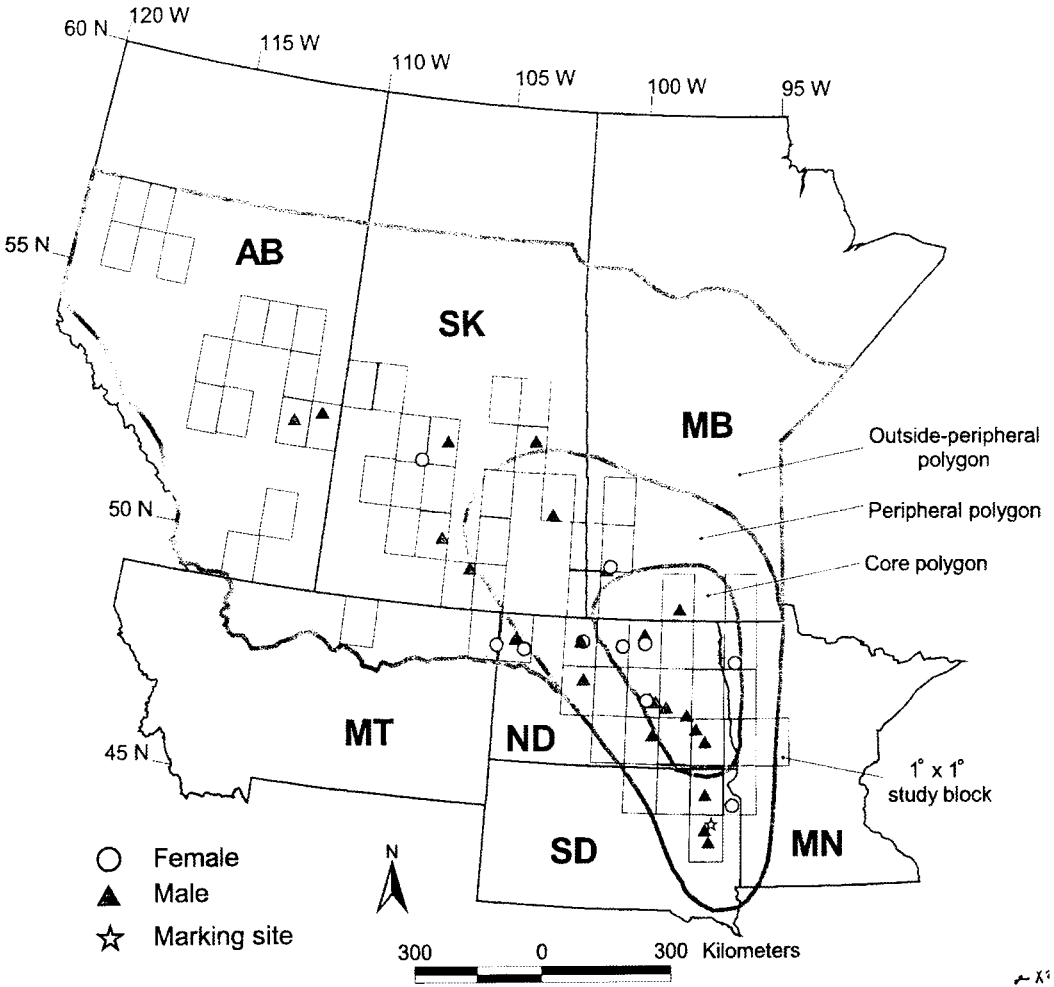 120 W
60 N
115 W
110 W
105 W
100 W
95 W
55 N
AB
SK
MB
Outside-peripheral
polygon
Peripheral polygon
50 N
Core polygon
MT
ND
45 N
1° x 1°
study block
SD
MN
N
Female
Male
Marking site
300
0
300 Kilometers